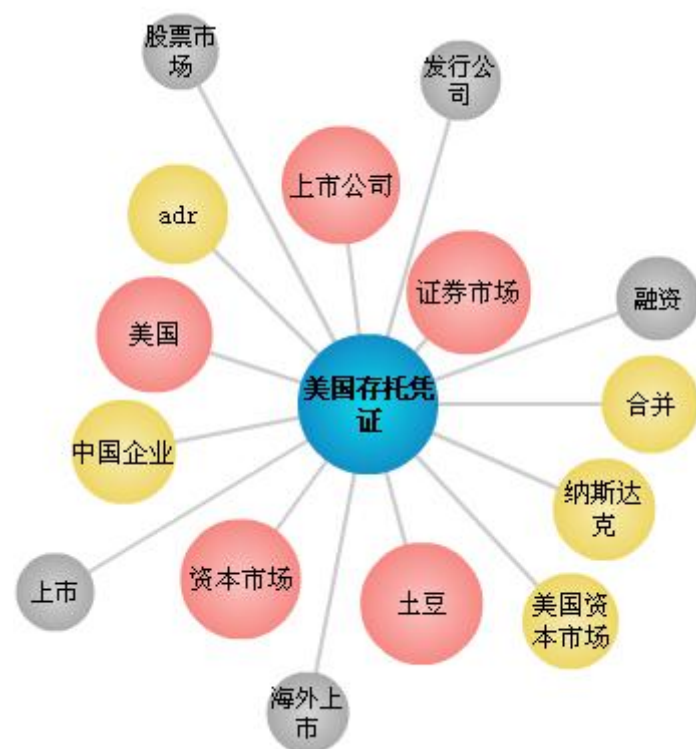 股票市
场
发行公
司
上市公司
adr
证券市场
融资
美国
美国存托凭
证
合并
中国企业
纳斯达
克
资本市场
上市
土豆
美国资
本市场
海外上
市